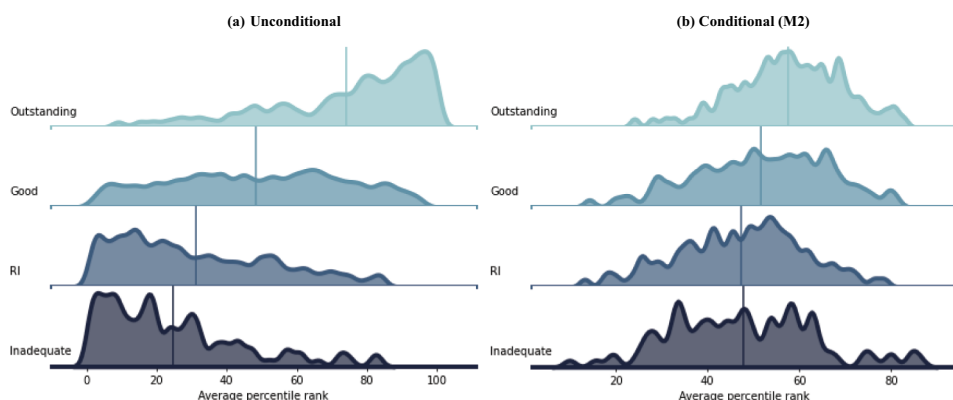 (a) Unconditional
(b) Conditional (M2)
Outstanding
Good
RI
Inadequate
0 20 40 60 80 100
Average percentile rank
Outstanding
Good
RI
Inadequate
20 40 60 80
Average percentile rank